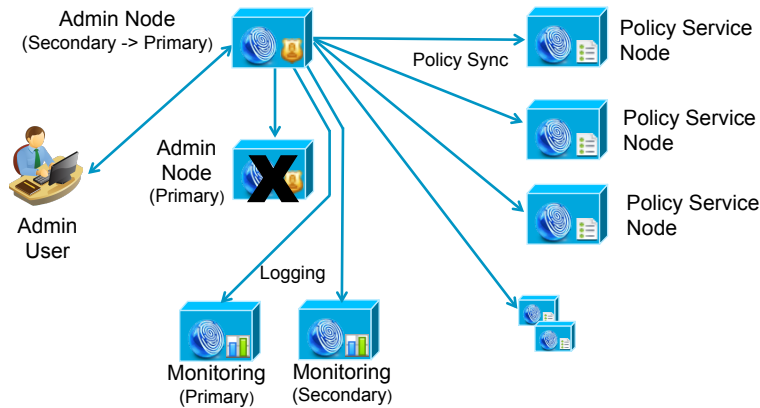 Admin Node
(Secondary -> Primary)
Policy Sync
Policy Service
Node
Policy Service
Node
Policy Service
Node
Admin
Node
(Primary)
X
Admin
User
Logging
Monitoring
(Primary)
Monitoring
(Secondary)